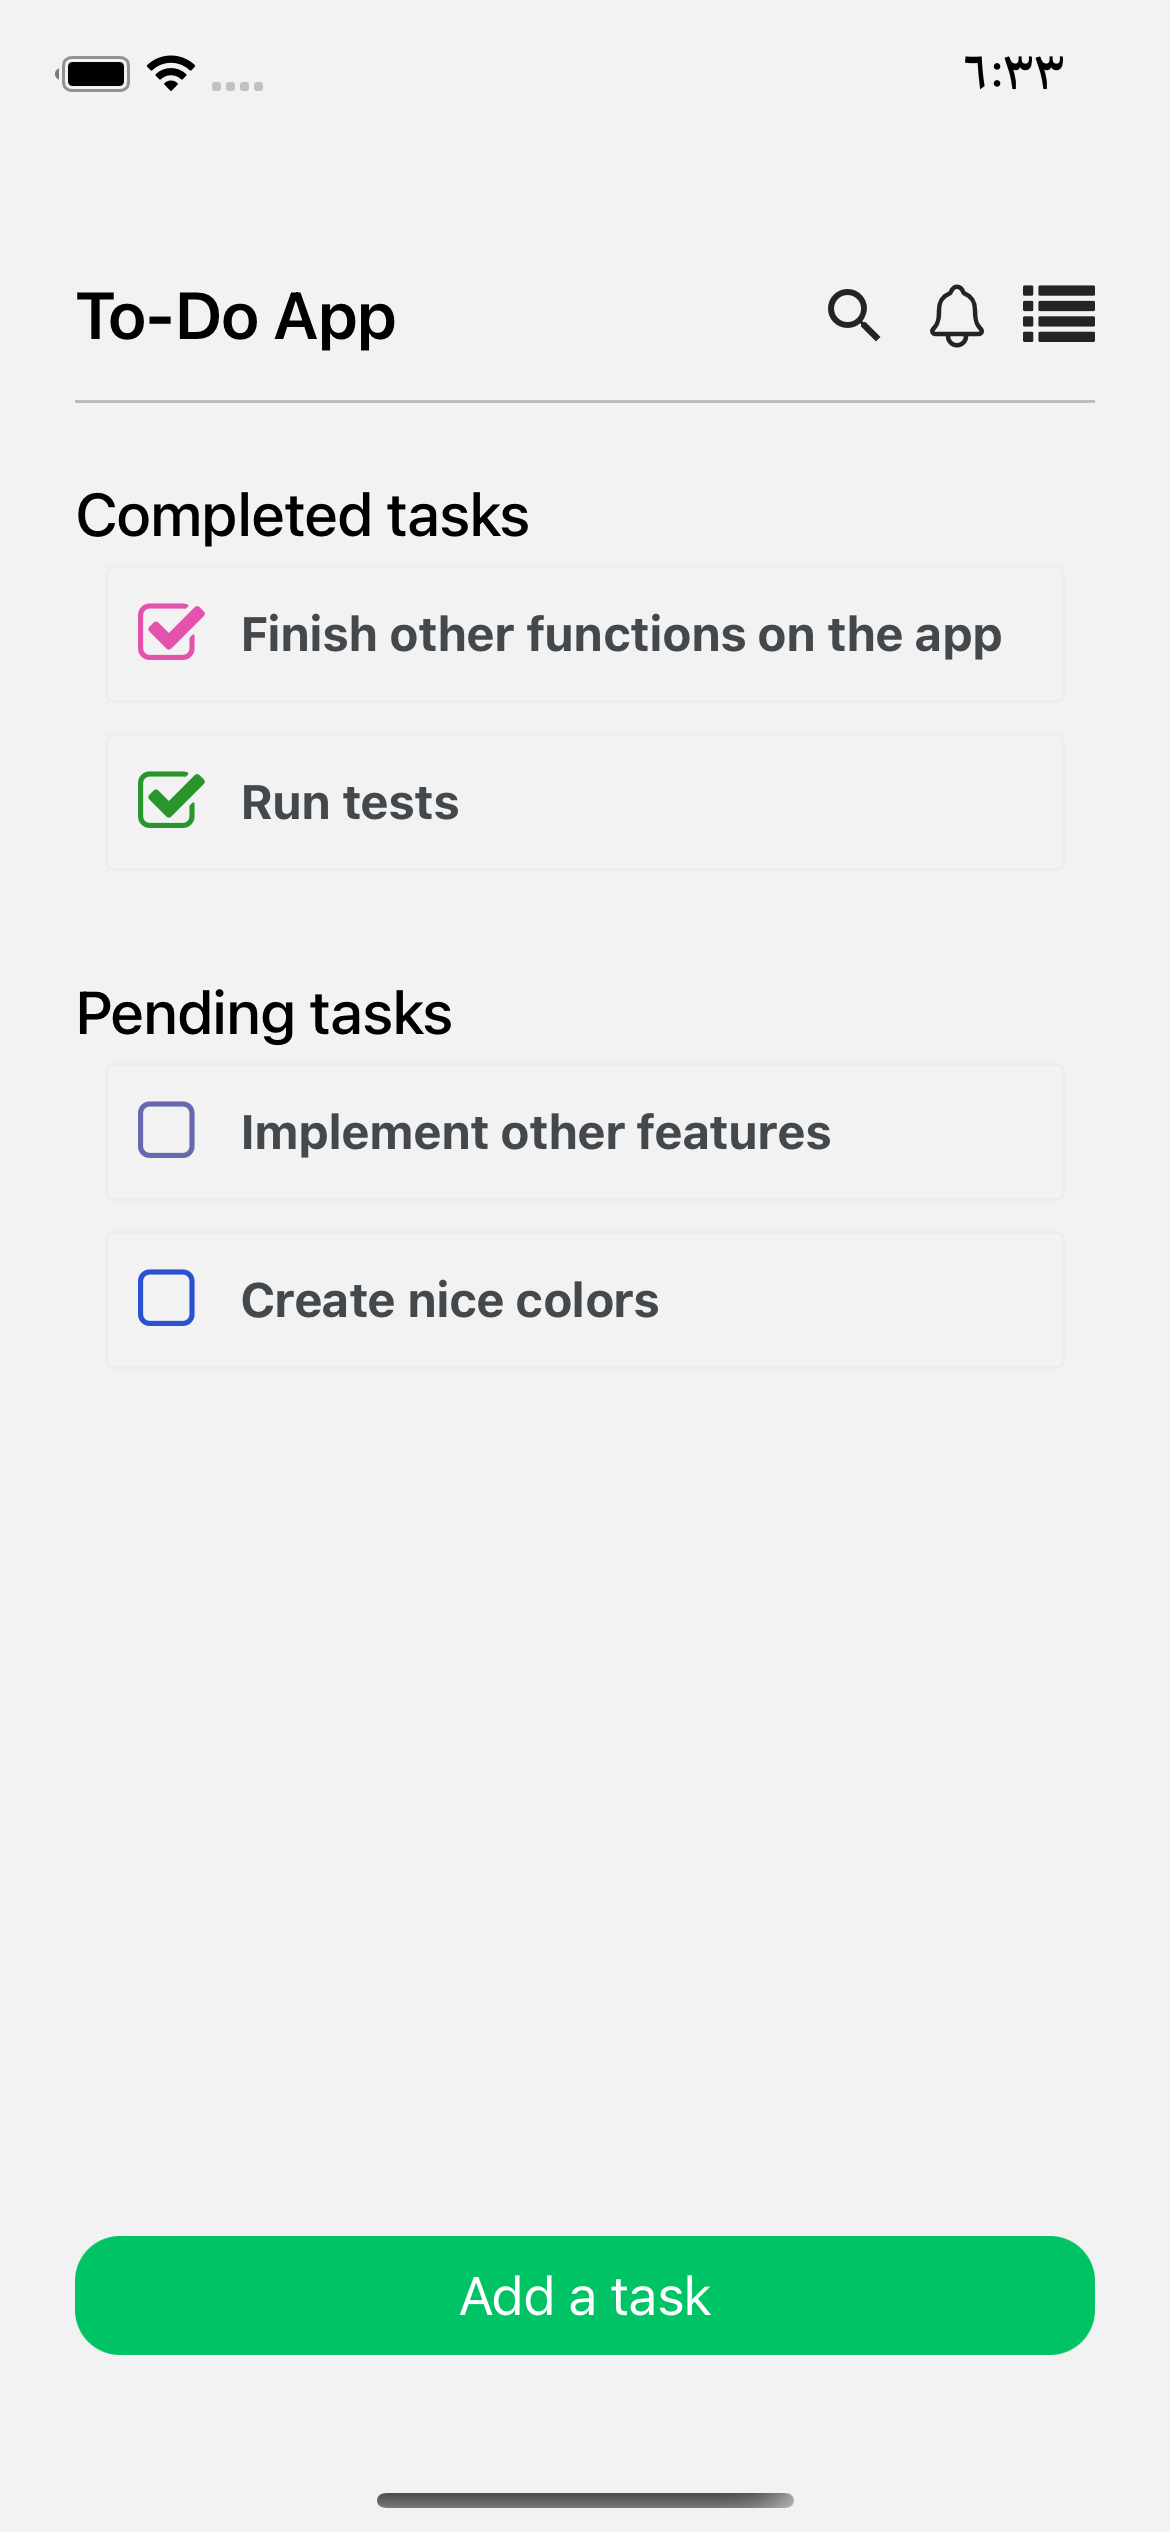 ٦:٣٣
To-Do App
Completed tasks
Finish other functions on the app
Run tests
Pending tasks
Implement other features
Create nice colors
Add a task